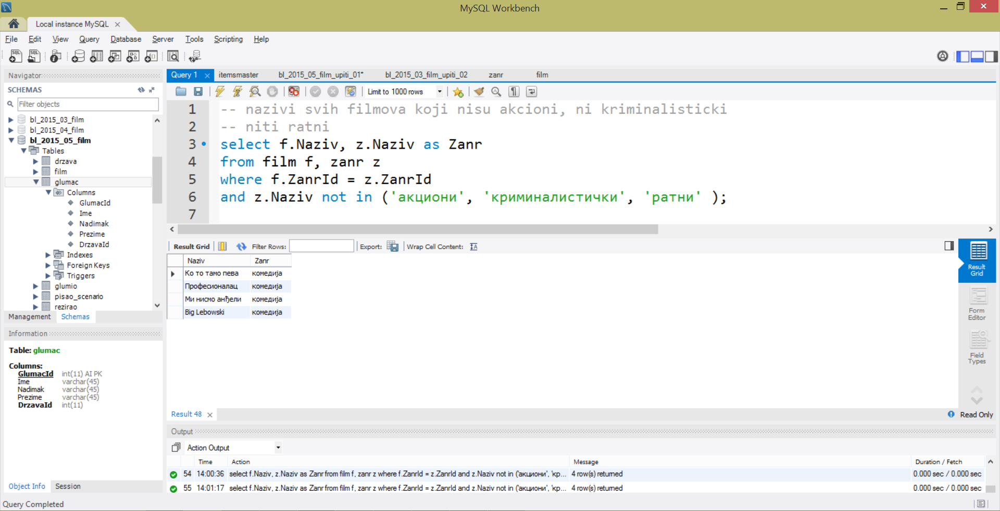 MySQL Workbench
Local instance MySQL
File Edit View Query Database Server Tools Scripting Help
Navigator
SCHEMAS
Filter objects
bl_2015_03_film
bl_2015_04_film
bl_2015_05_film
Tables
drzava
film
glumac
Columns
GlumacId
Ime
Nadimak
Prezime
DrzavaId
Indexes
Foreign Keys
Triggers
glumio
pisao_scenario
rezirao
Management Schemas
Information
Table: glumac
Columns:
GlumacId int(11) AI PK
Ime varchar(45)
Nadimak varchar(45)
Prezime varchar(45)
DrzavaId int(11)
Object Info Session
Query Completed
Query 1 itemsmaster bl_2015_05_film_upiti_01* bl_2015_03_film_upiti_02 zanr film
Limit to 1000 rows
1 -- nazivi svih filmova koji nisu akcioni, ni kriminalisticki
2 -- niti ratni
3 select f.Naziv, z.Naziv as Zanr
4 from film f, zanr z
5 where f.ZanrId = z.ZanrId
6 and z.Naziv not in ('акциони', 'криминалистички', 'ратни' );
7
Result Grid Filter Rows: Export: Wrap Cell Content:
Naziv Zanr
Ко то тамо пева комедија
Професионалац комедија
Ми нисмо анђели комедија
Big Lebowski комедија
Result
Grid
Form
Editor
Field
Types
Result 48 Read Only
Output
Action Output
Time Action Message Duration / Fetch
54 14:00:36 select f.Naziv, z.Naziv as Zanr from film f, zanr z where f.ZanrId = z.ZanrId and z.Naziv not in ('акциони', 'кр... 4 row(s) returned 0.000 sec / 0.000 sec
55 14:01:17 select f.Naziv, z.Naziv as Zanr from film f, zanr z where f.ZanrId = z.ZanrId and z.Naziv not in ('акциони', 'кр... 4 row(s) returned 0.000 sec / 0.000 sec